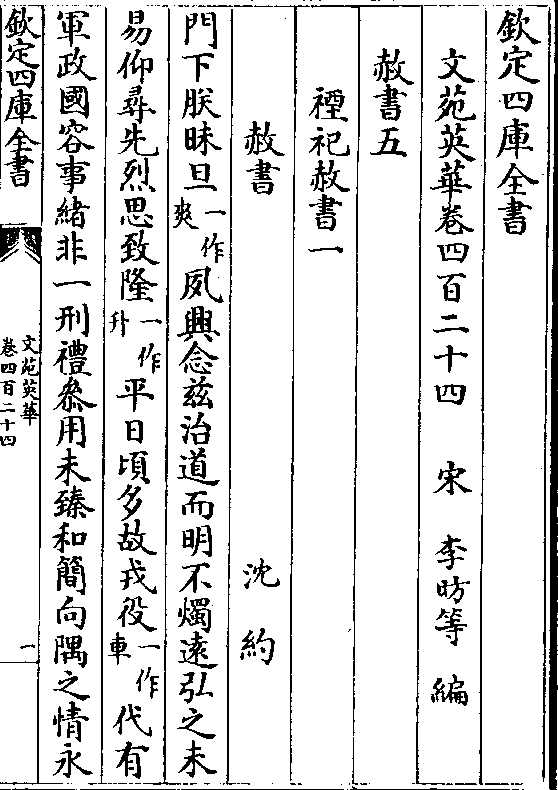 欽定四庫全書
文苑英華卷四百二十四　宋　李昉等　編
赦書五
禋祀赦書一
赦書　沈約
門下朕昧旦一作爽夙興念兹治道而明不燭遠弘之未
易仰尋先烈思致隆一作升平日頃多故戎役一作車代有
軍政國容事緒非一刑禮叅用未臻和簡向隅之情永
欽定四庫全書
文苑英華
卷四百二十四
一